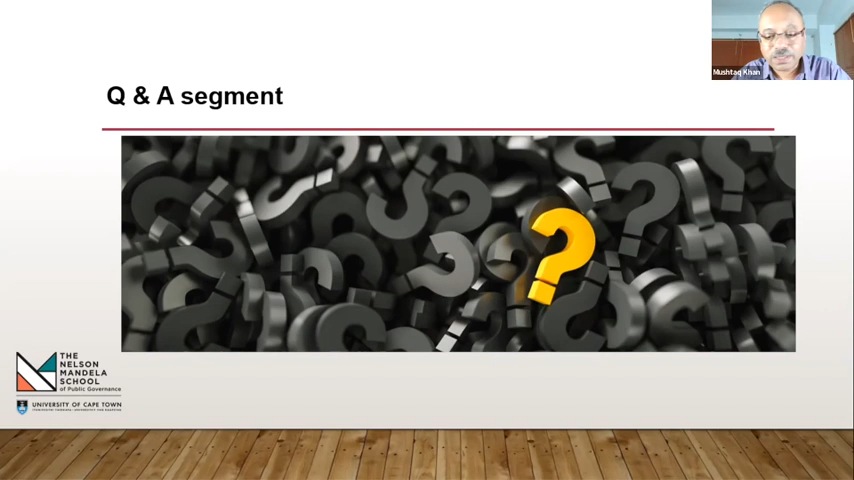 Mushtaq Khan
Q & A segment
THE
NELSON
MANDELA
SCHOOL
of Public Governance
UNIVERSITY OF CAPE TOWN